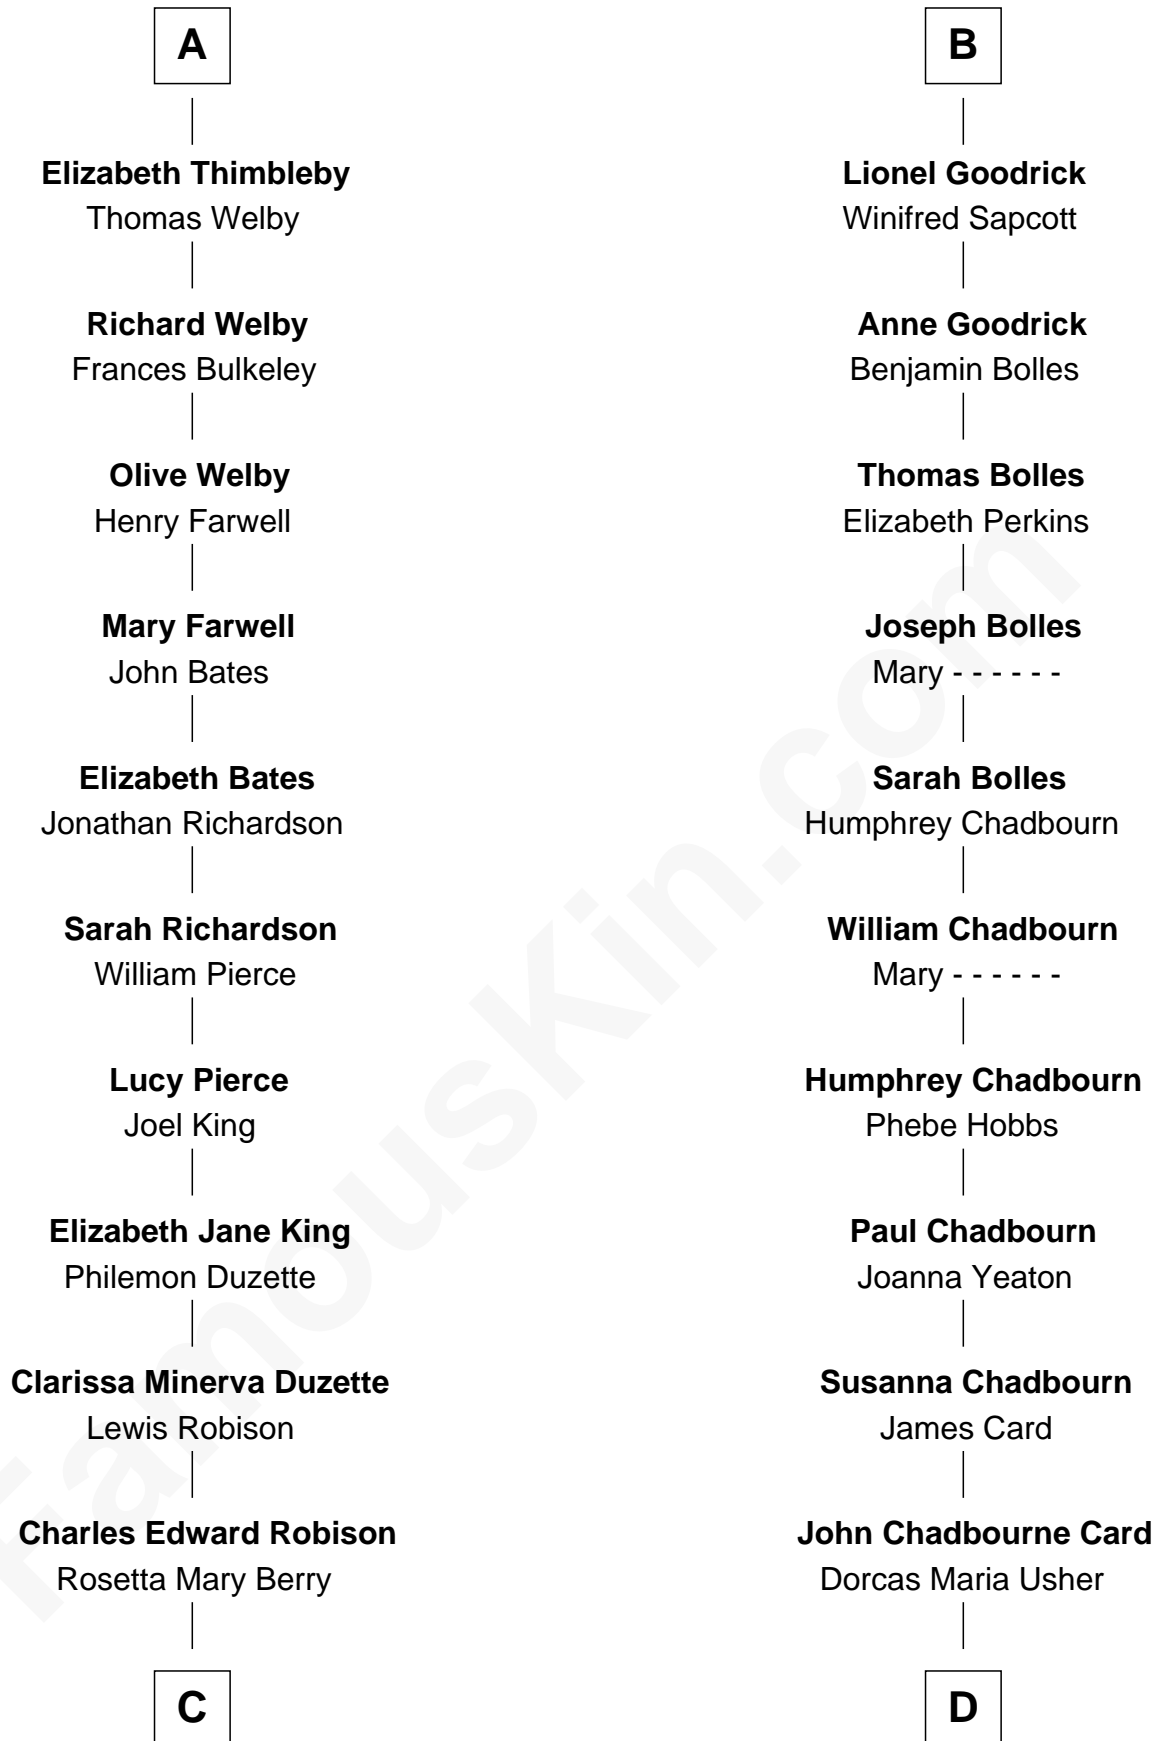 A
Elizabeth Thimbleby
Thomas Welby
Richard Welby
Frances Bulkeley
Olive Welby
Henry Farwell
Mary Farwell
John Bates
Elizabeth Bates
Jonathan Richardson
Sarah Richardson
William Pierce
Lucy Pierce
Joel King
Elizabeth Jane King
Philemon Duzette
Clarissa Minerva Duzette
Lewis Robison
Charles Edward Robison
Rosetta Mary Berry
C
B
Lionel Goodrick
Winifred Sapcott
Anne Goodrick
Benjamin Bolles
Thomas Bolles
Elizabeth Perkins
Joseph Bolles
Mary - - - - - -
Sarah Bolles
Humphrey Chadbourn
William Chadbourn
Mary - - - - - -
Humphrey Chadbourn
Phebe Hobbs
Paul Chadbourn
Joanna Yeaton
Susanna Chadbourn
James Card
John Chadbourne Card
Dorcas Maria Usher
D
FamousKin.com